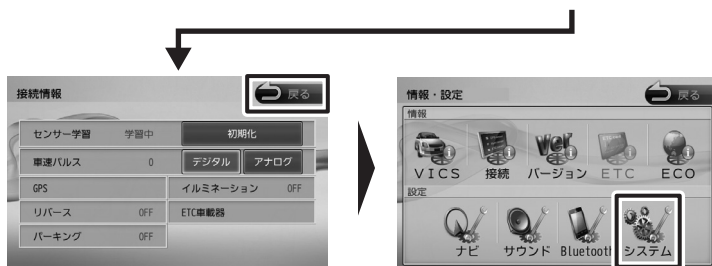 接続情報
戻る
センサー学習 学習中 初期化
車速パルス 0 デジタル アナログ
GPS イルミネーション OFF
リバース OFF ETC車載器
パーキング OFF
情報・設定
戻る
情報
VICS 接続 バージョン ETC ECO
Ver
設定
ナビ サウンド Bluetooth システム